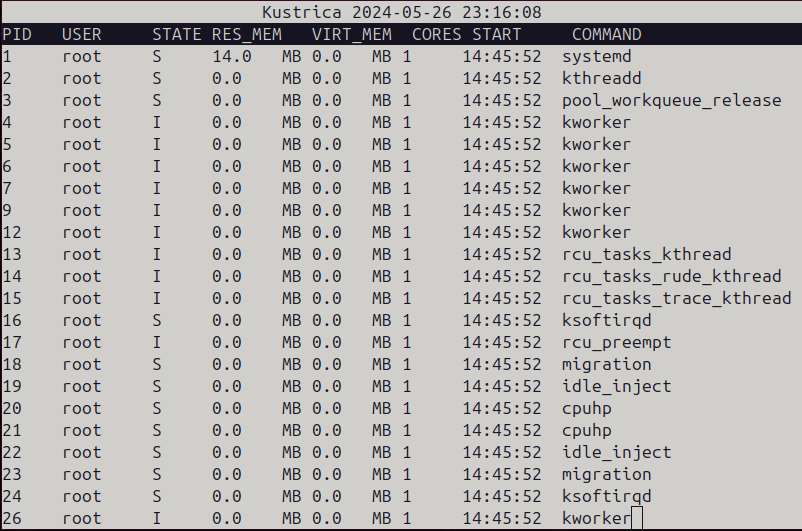 Kustrica 2024-05-26 23:16:08
PID USER STATE RES_MEM VIRT_MEM CORES START COMMAND
1 root S 14.0 MB 0.0 MB 1 14:45:52 systemd
2 root S 0.0 MB 0.0 MB 1 14:45:52 kthreadd
3 root S 0.0 MB 0.0 MB 1 14:45:52 pool_workqueue_release
4 root I 0.0 MB 0.0 MB 1 14:45:52 kworker
5 root I 0.0 MB 0.0 MB 1 14:45:52 kworker
6 root I 0.0 MB 0.0 MB 1 14:45:52 kworker
7 root I 0.0 MB 0.0 MB 1 14:45:52 kworker
9 root I 0.0 MB 0.0 MB 1 14:45:52 kworker
12 root I 0.0 MB 0.0 MB 1 14:45:52 kworker
13 root I 0.0 MB 0.0 MB 1 14:45:52 rcu_tasks_kthread
14 root I 0.0 MB 0.0 MB 1 14:45:52 rcu_tasks_rude_kthread
15 root I 0.0 MB 0.0 MB 1 14:45:52 rcu_tasks_trace_kthread
16 root S 0.0 MB 0.0 MB 1 14:45:52 ksoftirqd
17 root I 0.0 MB 0.0 MB 1 14:45:52 rcu_preempt
18 root S 0.0 MB 0.0 MB 1 14:45:52 migration
19 root S 0.0 MB 0.0 MB 1 14:45:52 idle_inject
20 root S 0.0 MB 0.0 MB 1 14:45:52 cpuhp
21 root S 0.0 MB 0.0 MB 1 14:45:52 cpuhp
22 root S 0.0 MB 0.0 MB 1 14:45:52 idle_inject
23 root S 0.0 MB 0.0 MB 1 14:45:52 migration
24 root S 0.0 MB 0.0 MB 1 14:45:52 ksoftirqd
26 root I 0.0 MB 0.0 MB 1 14:45:52 kworker